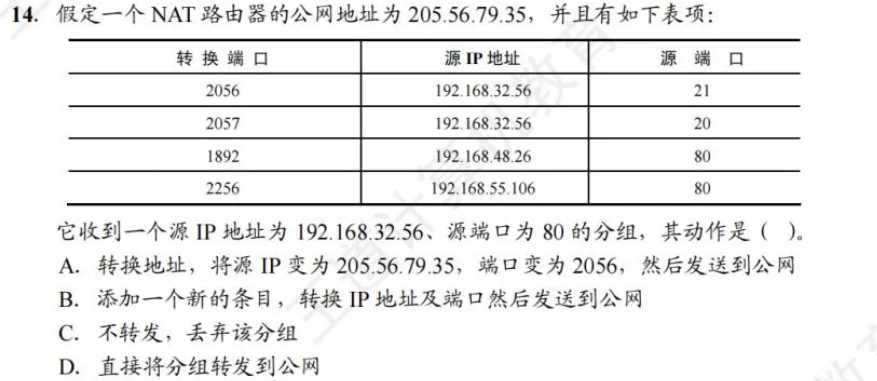 14. 假定一个 NAT 路由器的公网地址为 205.56.79.35，并且有如下表项：
转 换 端 口 源 IP 地址 源 端 口
2056 192.168.32.56 21
2057 192.168.32.56 20
1892 192.168.48.26 80
2256 192.168.55.106 80
它收到一个源 IP 地址为 192.168.32.56、源端口为 80 的分组，其动作是（ ）。
A. 转换地址，将源 IP 变为 205.56.79.35，端口变为 2056，然后发送到公网
B. 添加一个新的条目，转换 IP 地址及端口然后发送到公网
C. 不转发，丢弃该分组
D. 直接将分组转发到公网
王道计算机教育